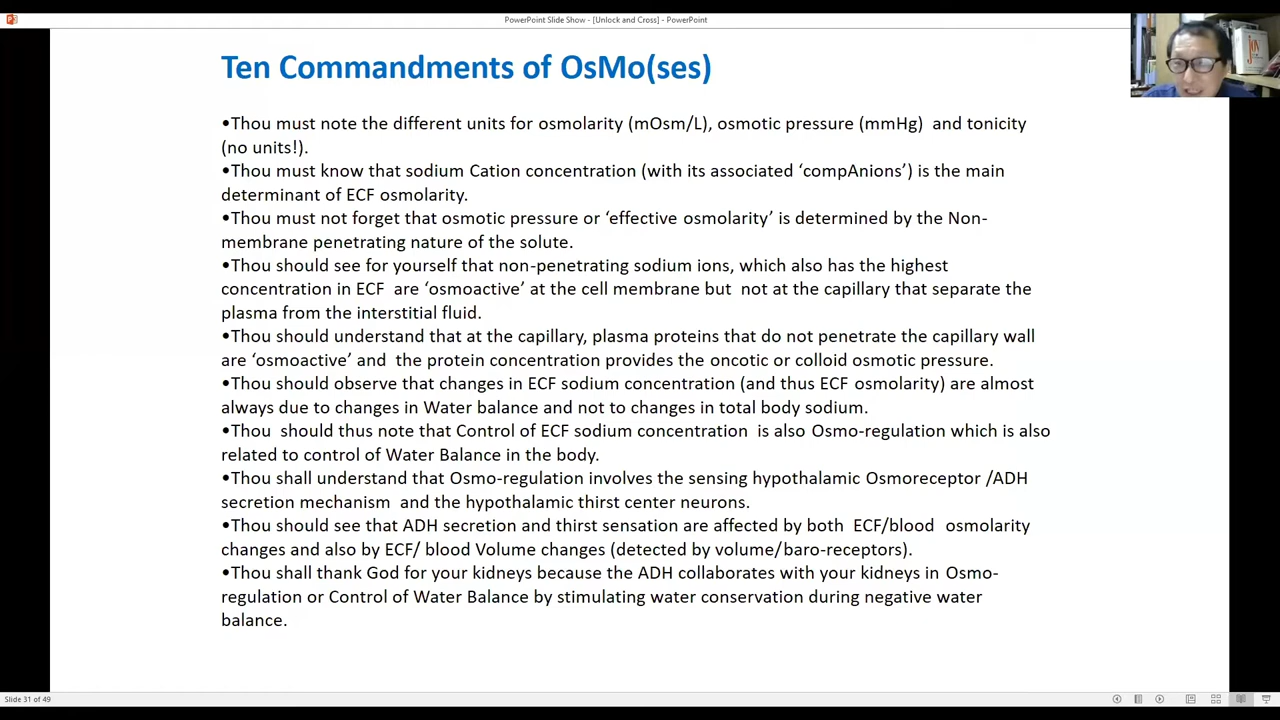 PowerPoint Slide Show - [Unlock and Cross] - PowerPoint
Ten Commandments of OsMo(ses)
•Thou must note the different units for osmolarity (mOsm/L), osmotic pressure (mmHg)  and tonicity
(no units!).
•Thou must know that sodium Cation concentration (with its associated ‘compAnions’) is the main
determinant of ECF osmolarity.
•Thou must not forget that osmotic pressure or ‘effective osmolarity’ is determined by the Non-
membrane penetrating nature of the solute.
•Thou should see for yourself that non-penetrating sodium ions, which also has the highest
concentration in ECF  are ‘osmoactive’ at the cell membrane but  not at the capillary that separate the
plasma from the interstitial fluid.
•Thou should understand that at the capillary, plasma proteins that do not penetrate the capillary wall
are ‘osmoactive’ and  the protein concentration provides the oncotic or colloid osmotic pressure.
•Thou should observe that changes in ECF sodium concentration (and thus ECF osmolarity) are almost
always due to changes in Water balance and not to changes in total body sodium.
•Thou  should thus note that Control of ECF sodium concentration  is also Osmo-regulation which is also
related to control of Water Balance in the body.
•Thou shall understand that Osmo-regulation involves the sensing hypothalamic Osmoreceptor /ADH
secretion mechanism  and the hypothalamic thirst center neurons.
•Thou should see that ADH secretion and thirst sensation are affected by both  ECF/blood  osmolarity
changes and also by ECF/ blood Volume changes (detected by volume/baro-receptors).
•Thou shall thank God for your kidneys because the ADH collaborates with your kidneys in Osmo-
regulation or Control of Water Balance by stimulating water conservation during negative water
balance.
Slide 31 of 49